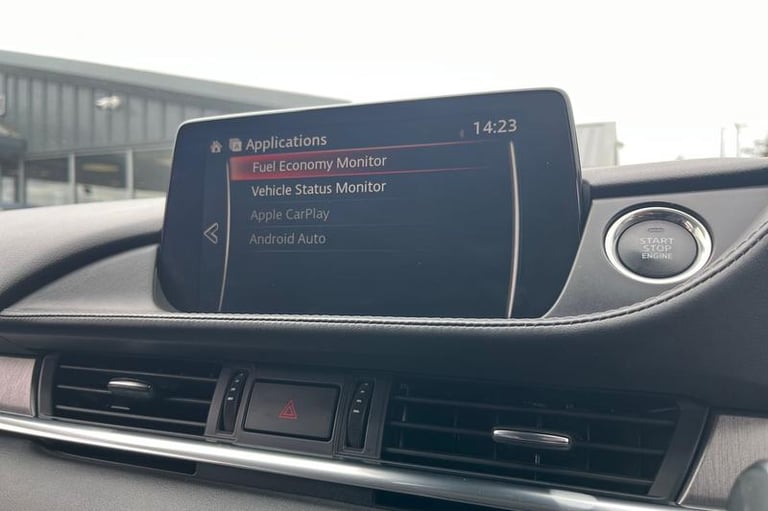 Applications
14:23
Fuel Economy Monitor
Vehicle Status Monitor
Apple CarPlay
Android Auto
START
STOP
ENGINE